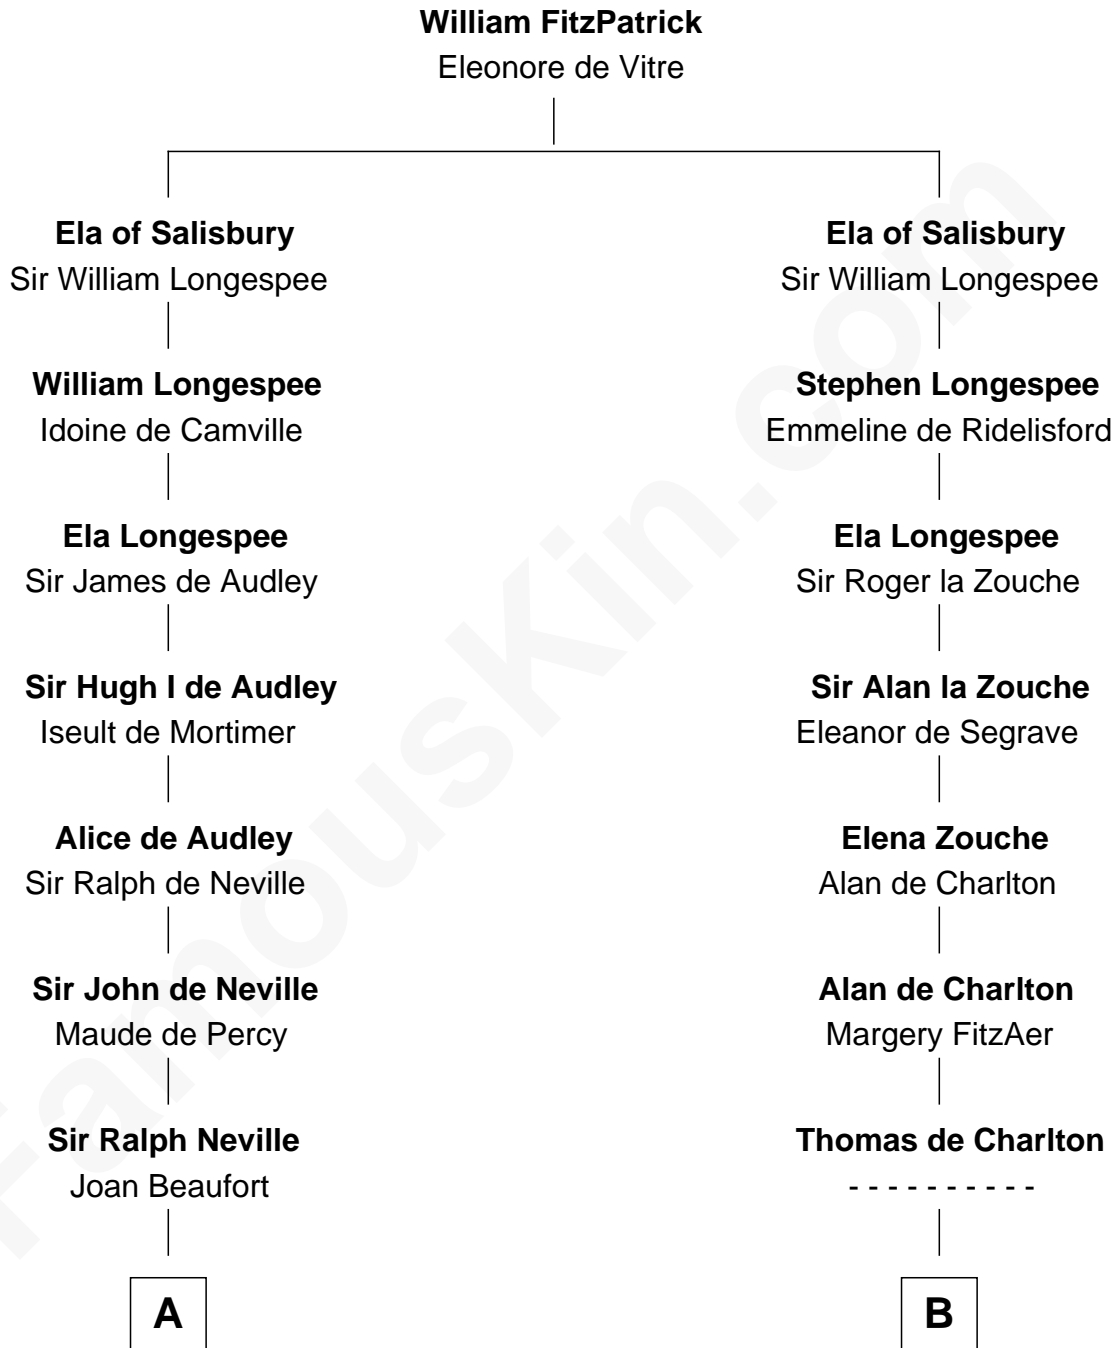 William FitzPatrick
Eleonore de Vitre
Ela of Salisbury
Sir William Longespee
William Longespee
Idoine de Camville
Ela Longespee
Sir James de Audley
Sir Hugh I de Audley
Iseult de Mortimer
Alice de Audley
Sir Ralph de Neville
Sir John de Neville
Maude de Percy
Sir Ralph Neville
Joan Beaufort
A
Ela of Salisbury
Sir William Longespee
Stephen Longespee
Emmeline de Ridelisford
Ela Longespee
Sir Roger la Zouche
Sir Alan la Zouche
Eleanor de Segrave
Elena Zouche
Alan de Charlton
Alan de Charlton
Margery FitzAer
Thomas de Charlton
- - - - - - - - - -
B
FamousKin.com